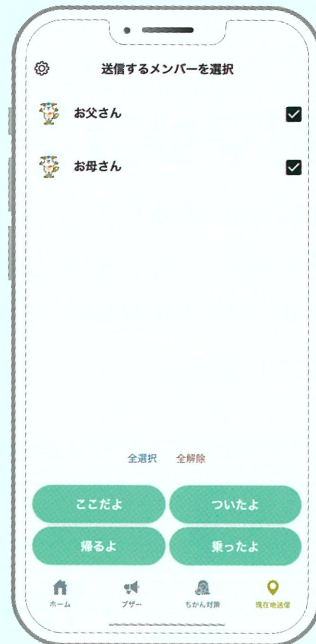 送信するメンバーを選択
お父さん
お母さん
全選択 全解除
ここだよ ついたよ
帰るよ 乗ったよ
ホーム ブザー ちかん対策 現在地送信